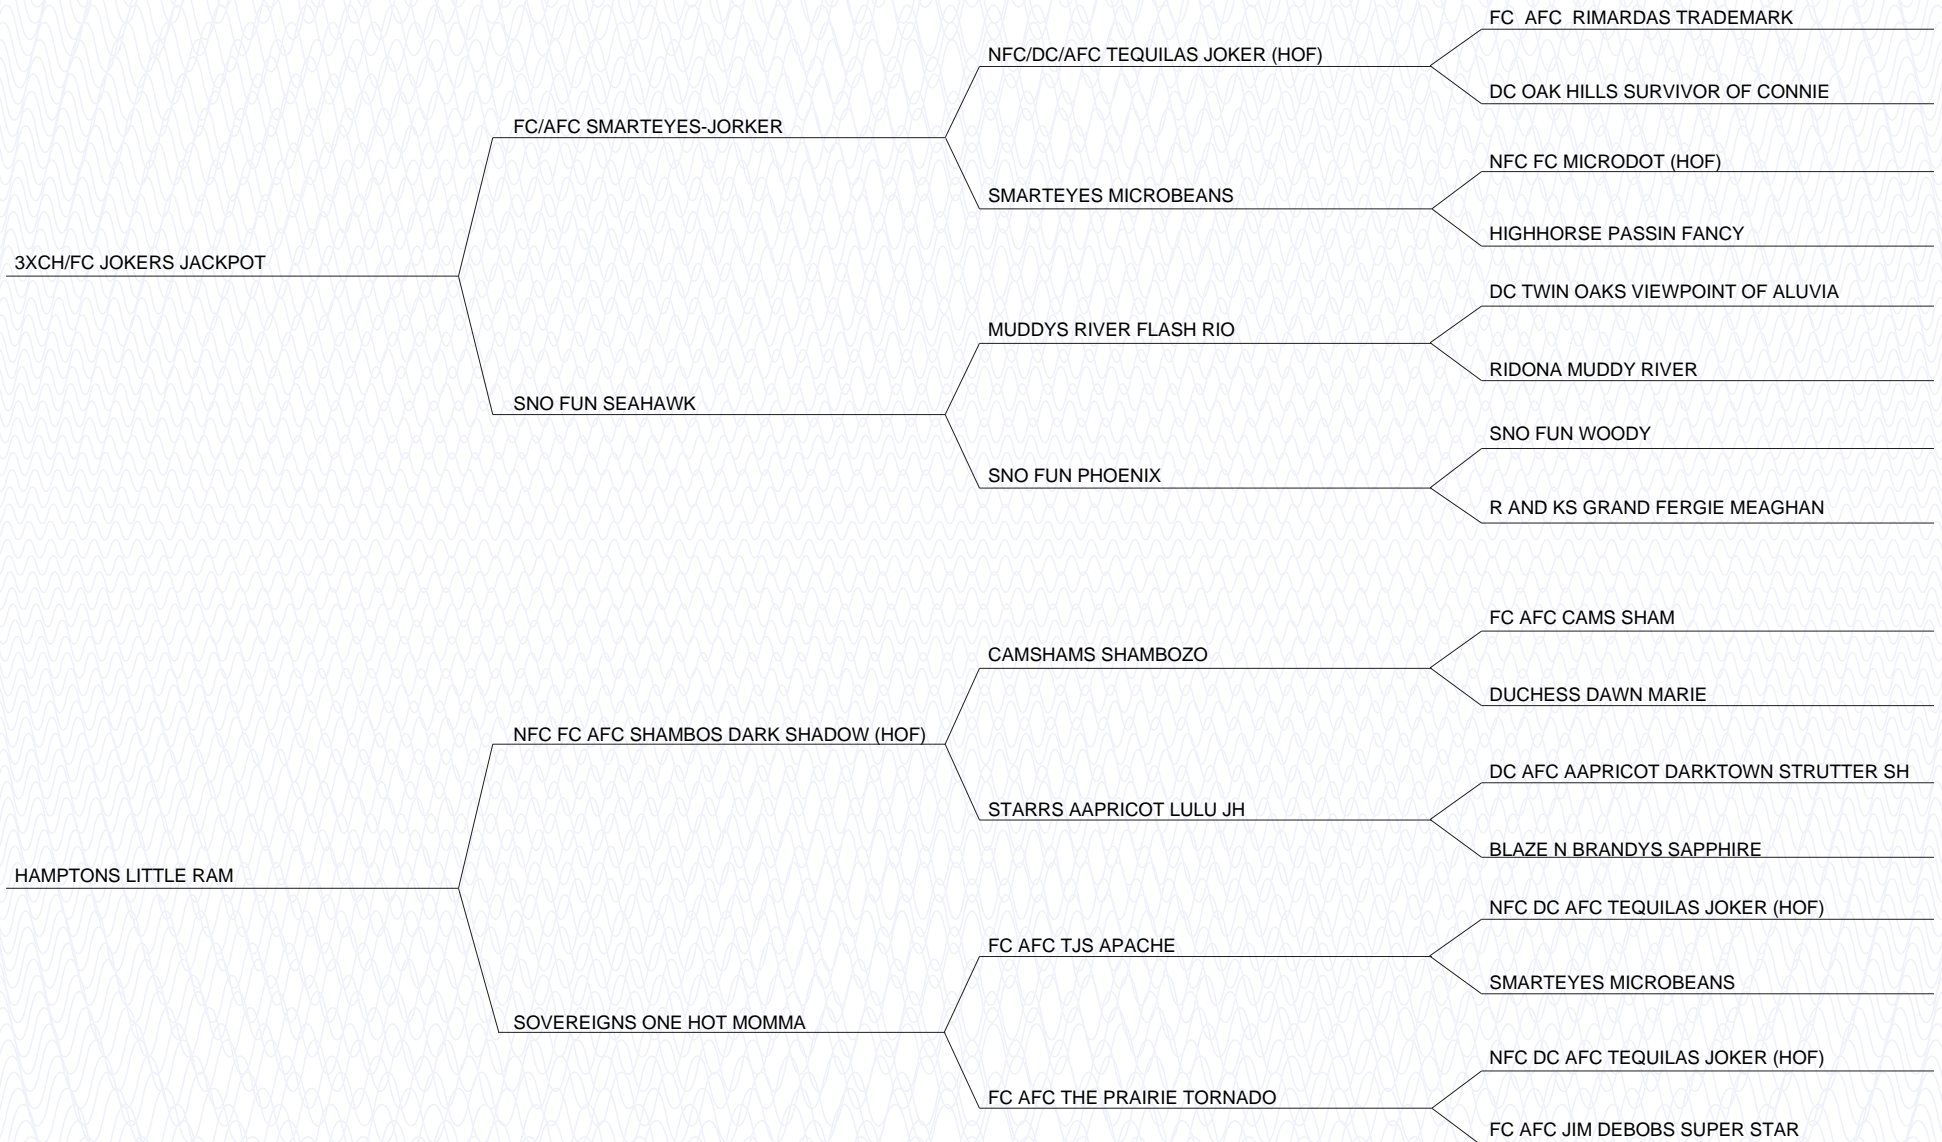 FC  AFC  RIMARDAS TRADEMARK
NFC/DC/AFC TEQUILAS JOKER (HOF)
DC OAK HILLS SURVIVOR OF CONNIE
FC/AFC SMARTEYES-JORKER
NFC FC MICRODOT (HOF)
SMARTEYES MICROBEANS
HIGHHORSE PASSIN FANCY
3XCH/FC JOKERS JACKPOT
DC TWIN OAKS VIEWPOINT OF ALUVIA
MUDDYS RIVER FLASH RIO
RIDONA MUDDY RIVER
SNO FUN SEAHAWK
SNO FUN WOODY
SNO FUN PHOENIX
R AND KS GRAND FERGIE MEAGHAN
FC AFC CAMS SHAM
CAMSHAMS SHAMBOZO
DUCHESS DAWN MARIE
NFC FC AFC SHAMBOS DARK SHADOW (HOF)
DC AFC AAPRICOT DARKTOWN STRUTTER SH
STARRS AAPRICOT LULU JH
BLAZE N BRANDYS SAPPHIRE
HAMPTONS LITTLE RAM
NFC DC AFC TEQUILAS JOKER (HOF)
FC AFC TJS APACHE
SMARTEYES MICROBEANS
SOVEREIGNS ONE HOT MOMMA
NFC DC AFC TEQUILAS JOKER (HOF)
FC AFC THE PRAIRIE TORNADO
FC AFC JIM DEBOBS SUPER STAR